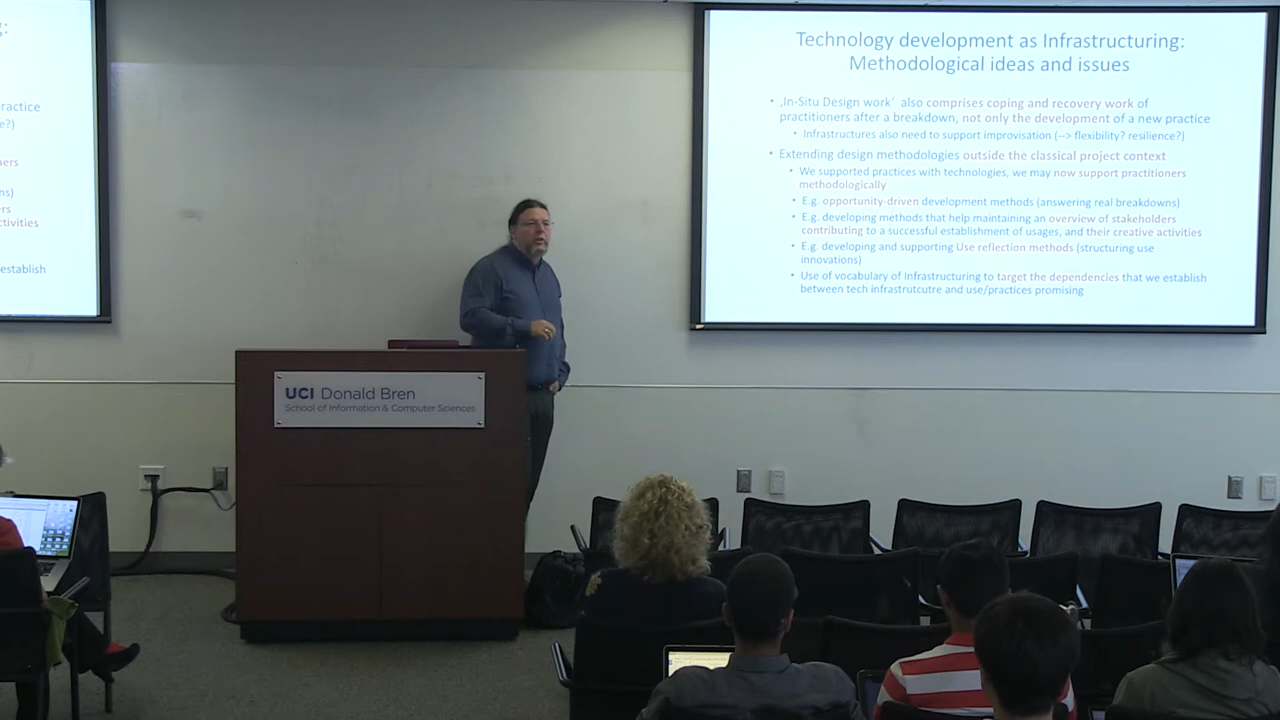 :
ractice
e?)
ers
ns)
rs
ctivities
establish
Technology development as Infrastructuring:
Methodological ideas and issues
• ‚In-Situ Design work‘ also comprises coping and recovery work of
practitioners after a breakdown, not only the development of a new practice
• Infrastructures also need to support improvisation (--> flexibility? resilience?)
• Extending design methodologies outside the classical project context
• We supported practices with technologies, we may now support practitioners
methodologically
• E.g. opportunity-driven development methods (answering real breakdowns)
• E.g. developing methods that help maintaining an overview of stakeholders
contributing to a successful establishment of usages, and their creative activities
• E.g. developing and supporting Use reflection methods (structuring use
innovations)
• Use of vocabulary of Infrastructuring to target the dependencies that we establish
between tech infrastrutcutre and use/practices promising
UCI Donald Bren
School of Information & Computer Sciences